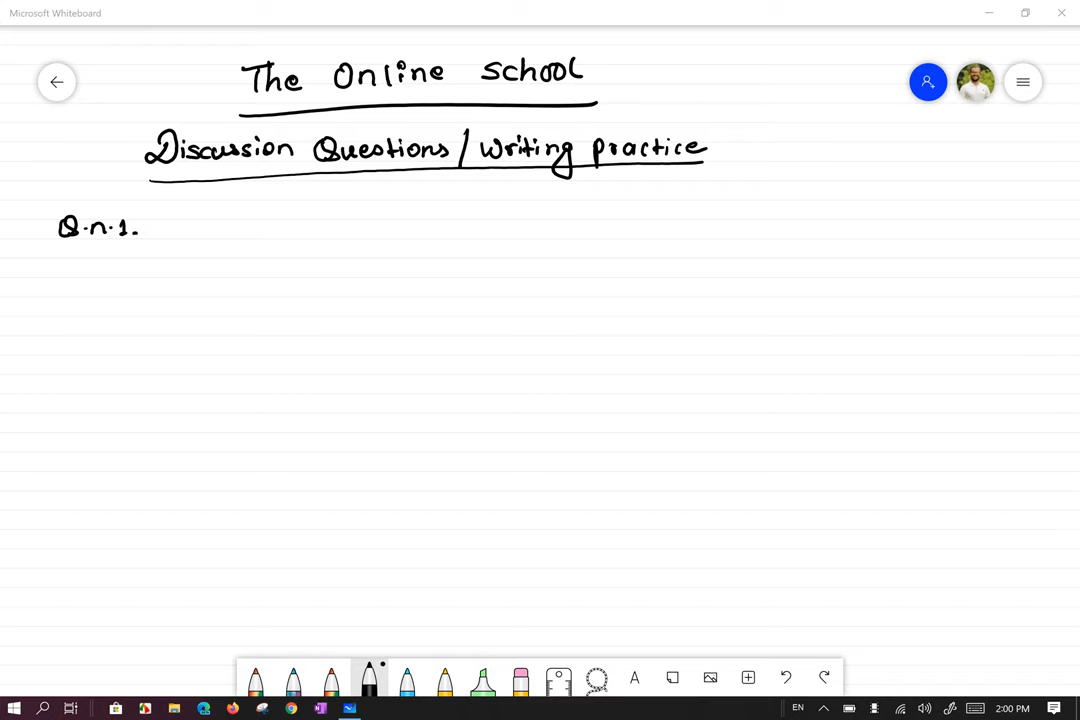 Microsoft Whiteboard
The Online School
Discussion Questions / Writing practice
Q.n.1.
A
EN
2:00 PM